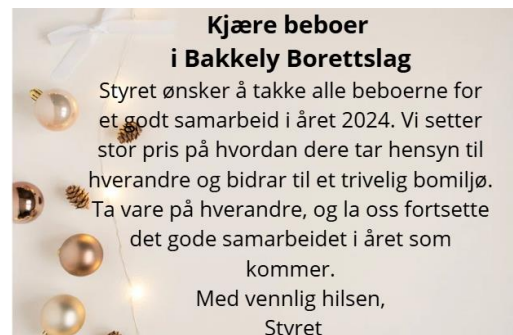 Kjære beboer
i Bakkely Borettslag
Styret ønsker å takke alle beboerne for
et godt samarbeid i året 2024. Vi setter
stor pris på hvordan dere tar hensyn til
hverandre og bidrar til et trivelig bomiljø.
Ta vare på hverandre, og la oss fortsette
det gode samarbeidet i året som
kommer.
Med vennlig hilsen,
Styret